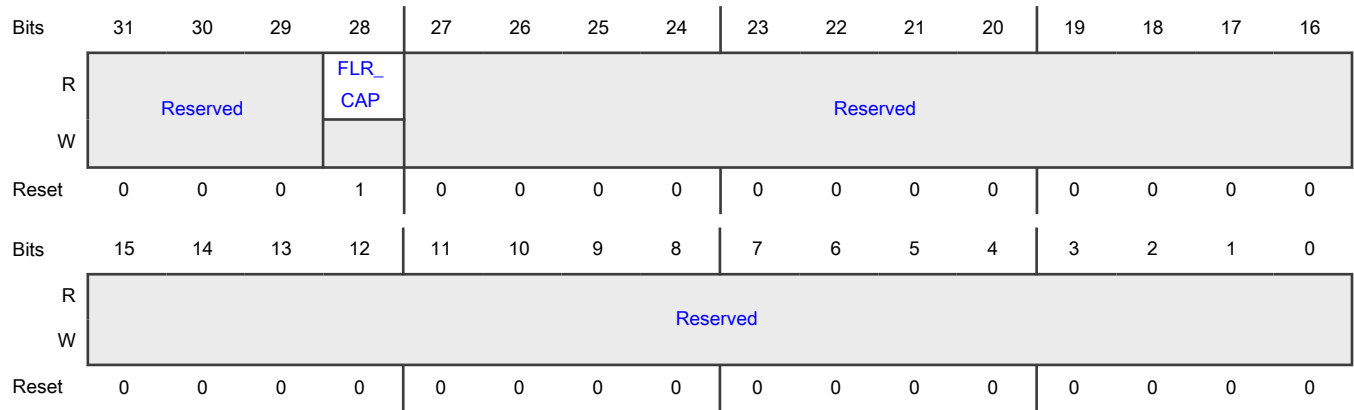 Bits 31 30 29 28 27 26 25 24 23 22 21 20 19 18 17 16
R
FLR_
CAP
Reserved Reserved
W
Reset 0 0 0 1 0 0 0 0 0 0 0 0 0 0 0 0
Bits 15 14 13 12 11 10 9 8 7 6 5 4 3 2 1 0
R
Reserved
W
Reset 0 0 0 0 0 0 0 0 0 0 0 0 0 0 0 0